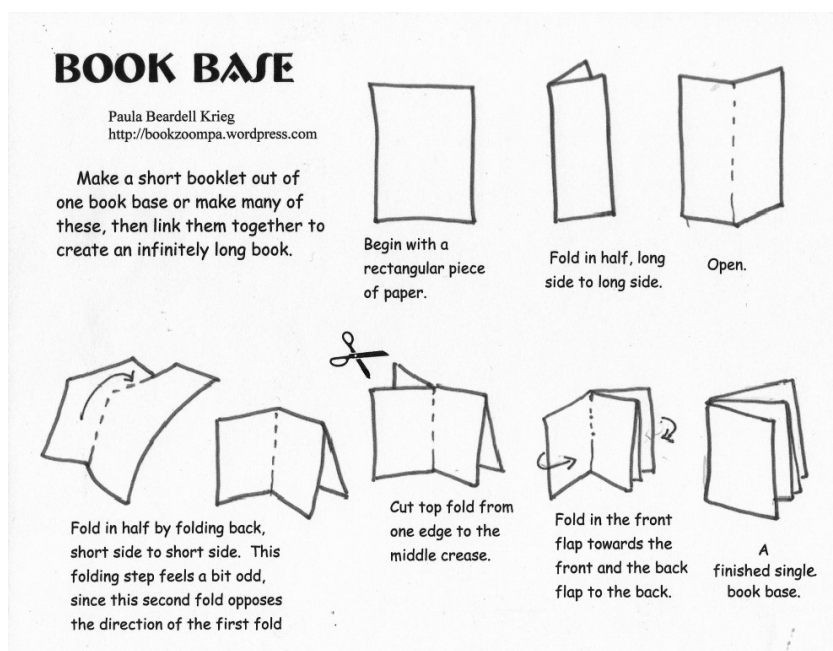 BOOK BASE
Paula Beardell Krieg
http://bookzoompa.wordpress.com
Make a short booklet out of
one book base or make many of
these, then link them together to
create an infinitely long book.
Begin with a
rectangular piece
of paper.
Fold in half, long
side to long side.
Open.
Fold in half by folding back,
short side to short side. This
folding step feels a bit odd,
since this second fold opposes
the direction of the first fold
Cut top fold from
one edge to the
middle crease.
Fold in the front
flap towards the
front and the back
flap to the back.
A
finished single
book base.